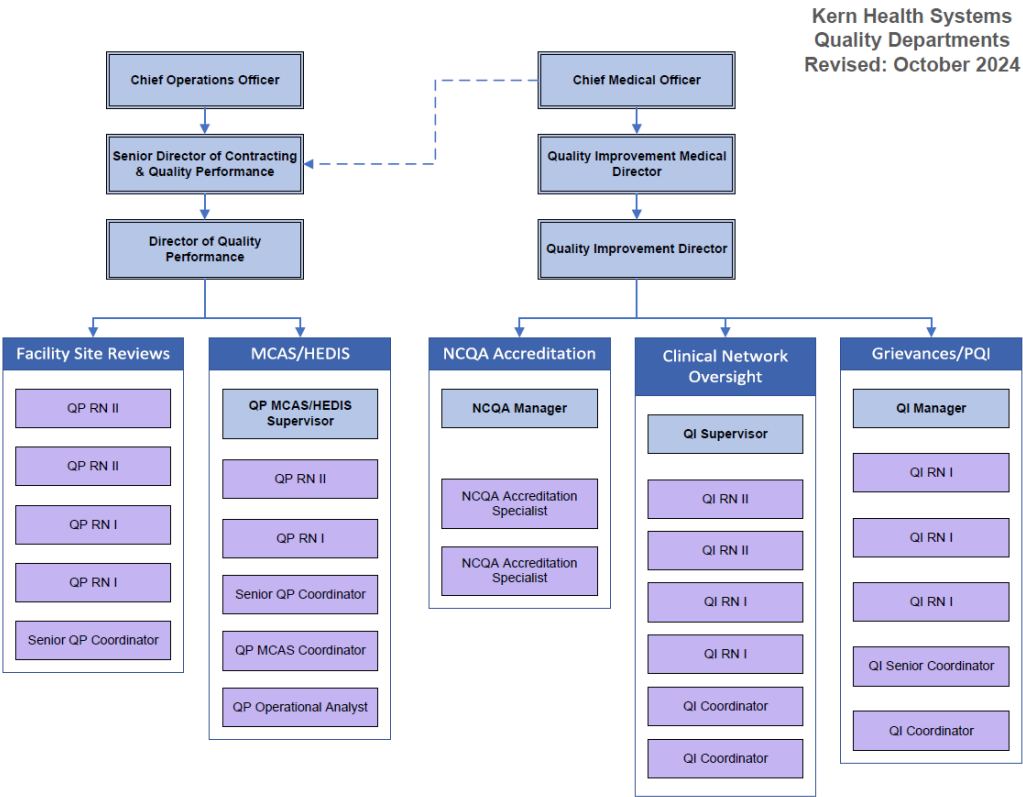 Kern Health Systems
Quality Departments
Revised: October 2024
Chief Operations Officer
Chief Medical Officer
Senior Director of Contracting
& Quality Performance
Quality Improvement Medical
Director
Director of Quality
Performance
Quality Improvement Director
Facility Site Reviews
QP RN II
QP RN II
QP RN I
QP RN I
Senior QP Coordinator
MCAS/HEDIS
QP MCAS/HEDIS
Supervisor
QP RN II
QP RN I
Senior QP Coordinator
QP MCAS Coordinator
QP Operational Analyst
NCQA Accreditation
NCQA Manager
NCQA Accreditation
Specialist
NCQA Accreditation
Specialist
Clinical Network
Oversight
QI Supervisor
QI RN II
QI RN II
QI RN I
QI RN I
QI Coordinator
QI Coordinator
Grievances/PQI
QI Manager
QI RN I
QI RN I
QI RN I
QI Senior Coordinator
QI Coordinator